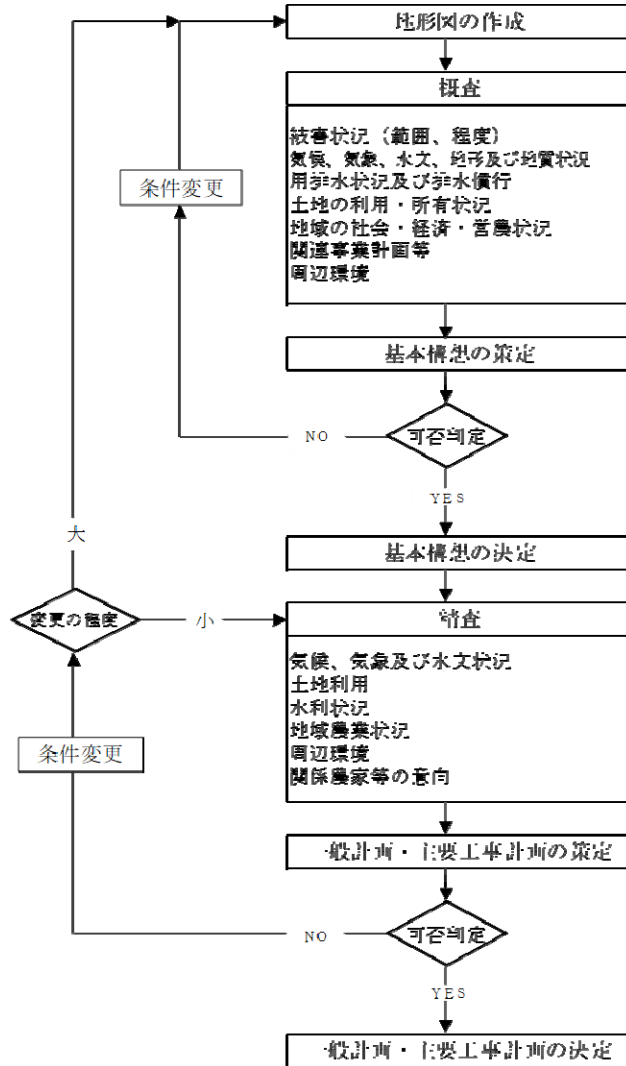 地形図の作成
概査
被害状況（範囲、程度）
気候、気象、水文、地形及び地質状況
用排水状況及び排水慣行
土地の利用・所有状況
地域の社会・経済・営農状況
関連事業計画等
周辺環境
条件変更
基本構想の策定
可否判定
NO
YES
大
基本構想の決定
変更の程度
小
精査
気候、気象及び水文状況
土地利用
水利状況
地域農業状況
周辺環境
関係農家等の意向
条件変更
一般計画・主要工事計画の策定
可否判定
NO
YES
一般計画・主要工事計画の決定